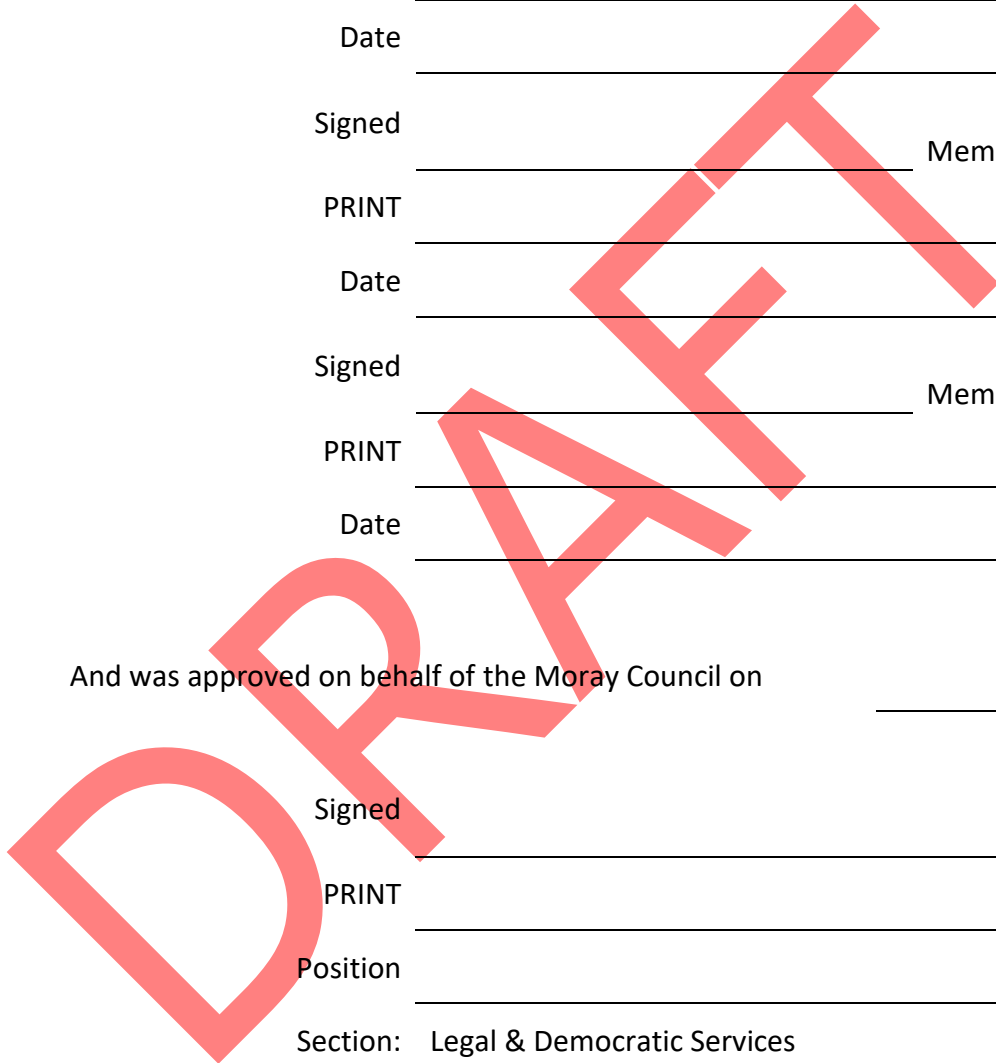 Date
Signed
Mem
PRINT
Date
Signed
Mem
PRINT
Date
And was approved on behalf of the Moray Council on
Signed
PRINT
Position
Section: Legal & Democratic Services
DRAFT